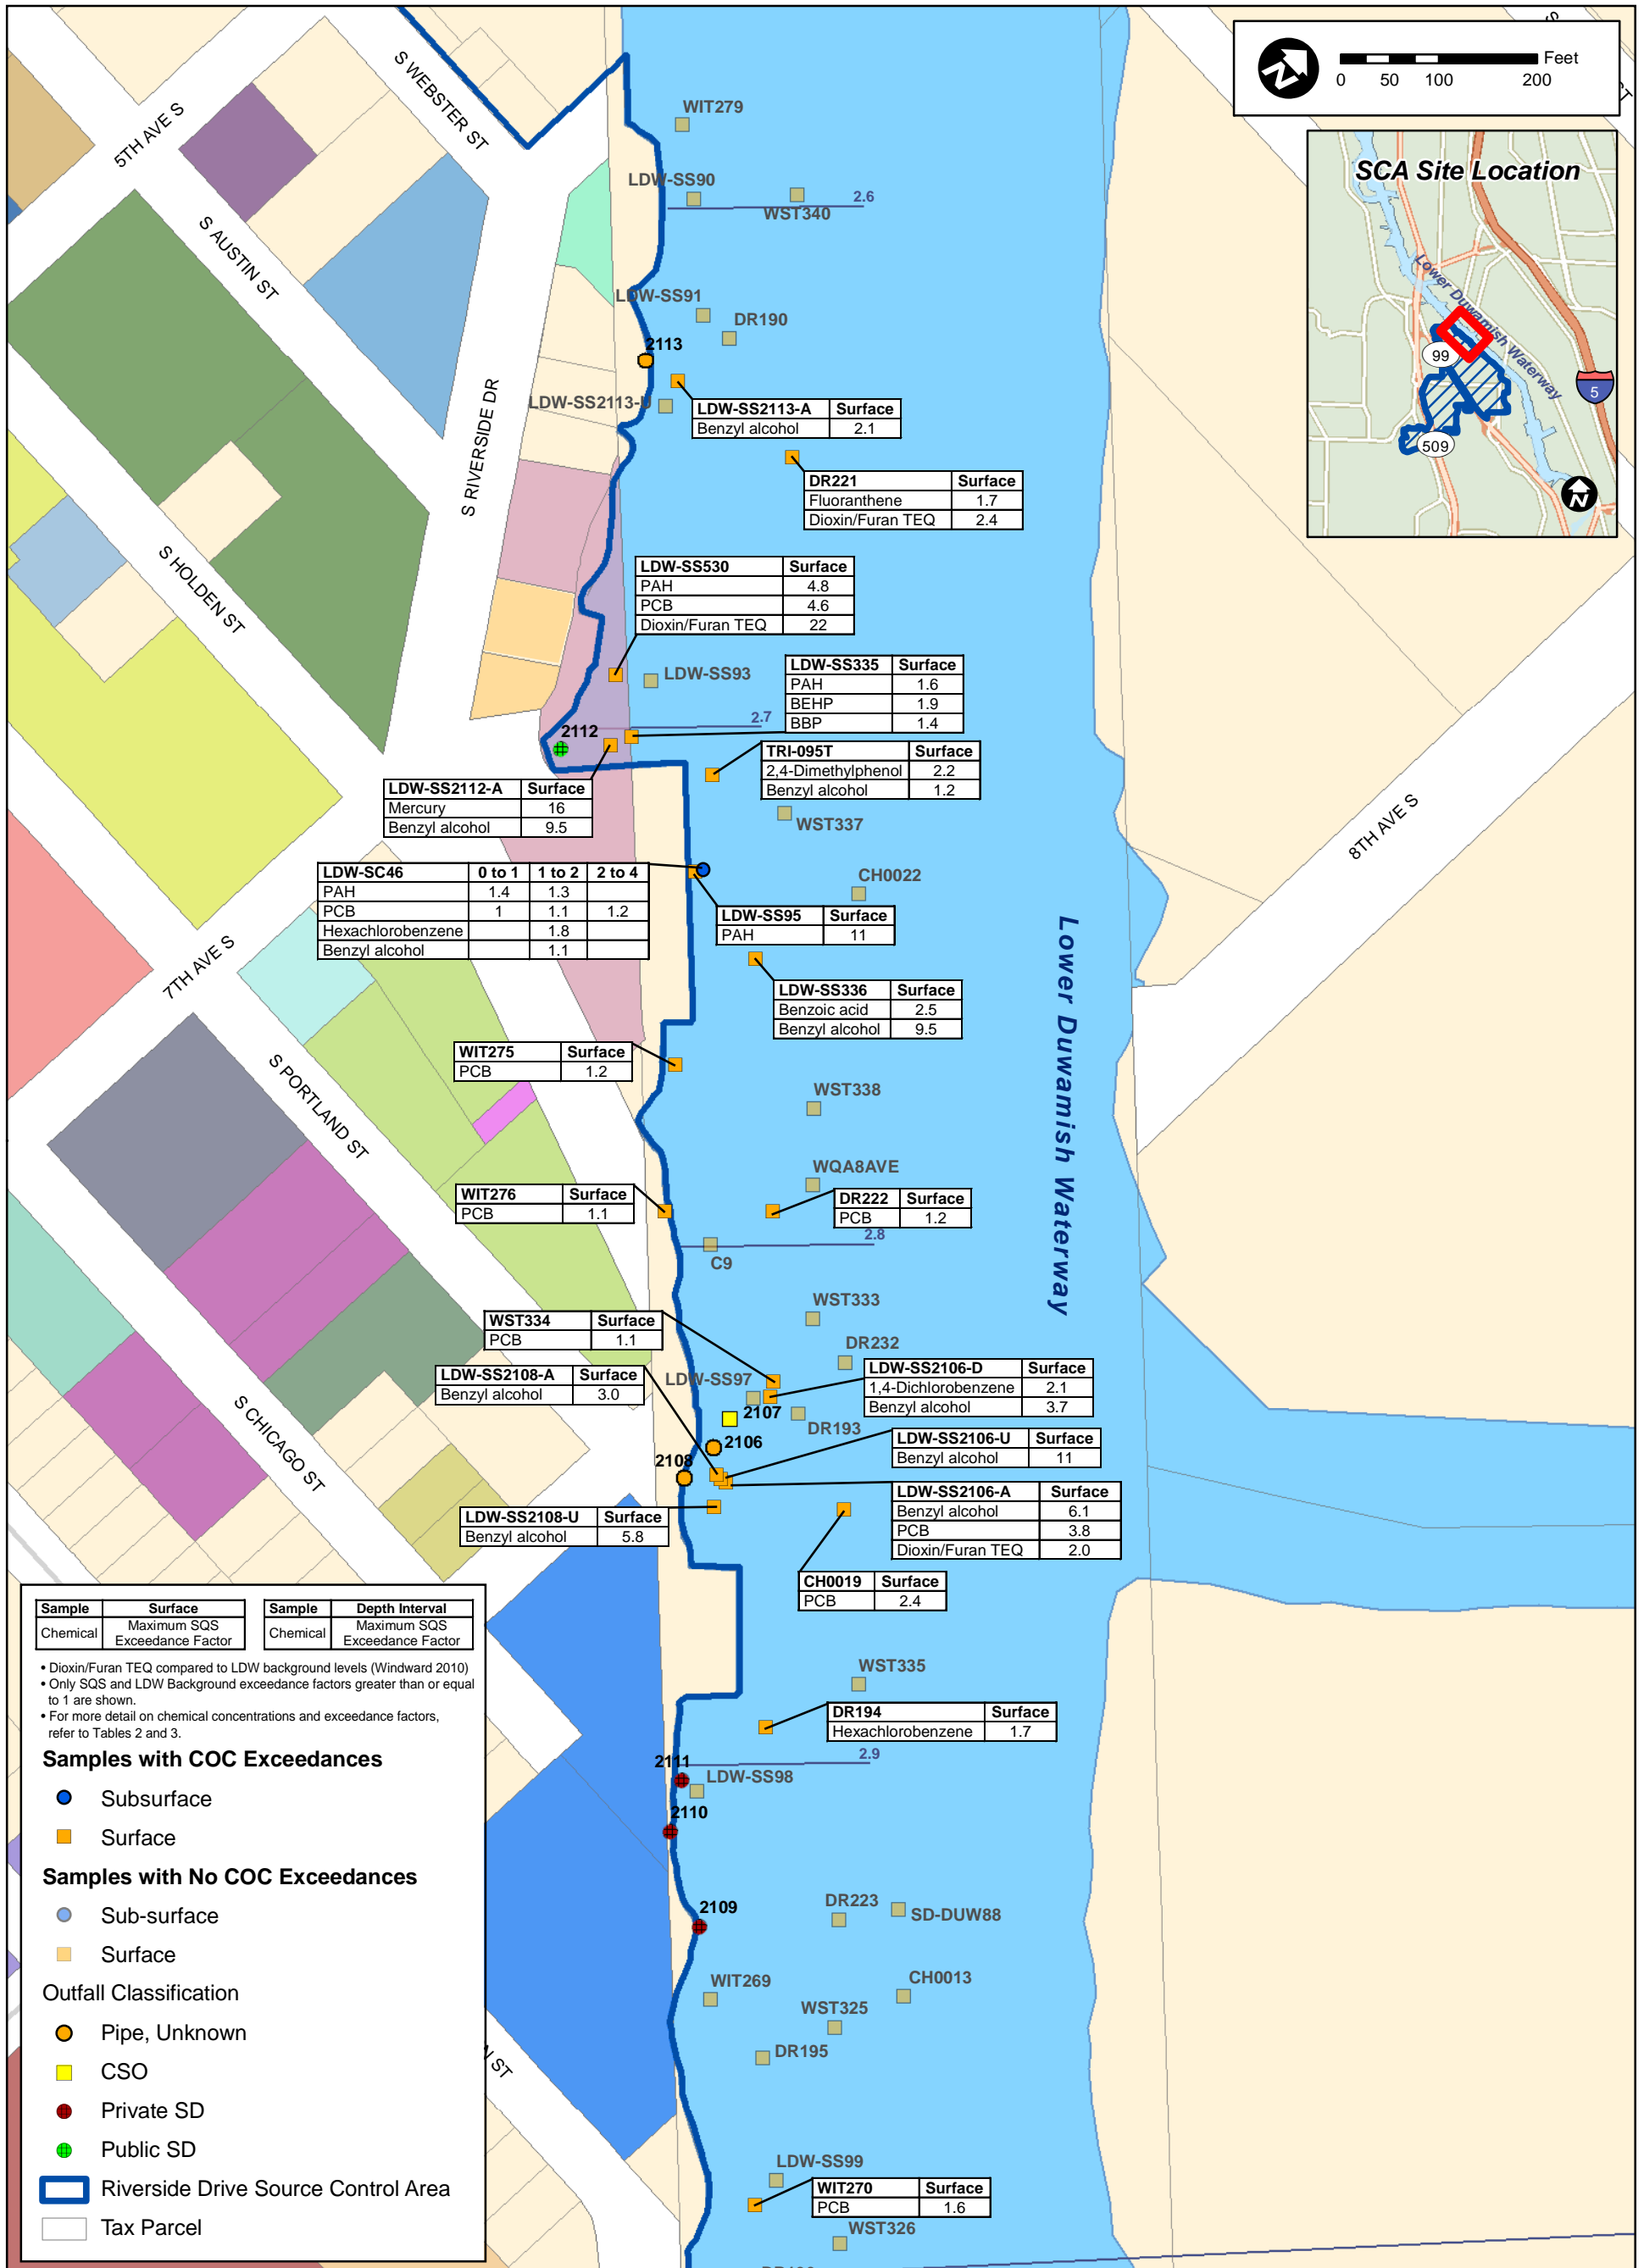 Feet
0 50 100 200
SCA Site Location
Lower Duwamish Waterway
99
509
5
N
N
5TH AVE S
S WEBSTER ST
S AUSTIN ST
S RIVERSIDE DR
S HOLDEN ST
7TH AVE S
S PORTLAND ST
S CHICAGO ST
8TH AVE S
Lower Duwamish Waterway
WIT279
LDW-SS90
WST340
2.6
LDW-SS91
DR190
2113
LDW-SS2113-U
LDW-SS2113-A Surface
Benzyl alcohol 2.1
DR221 Surface
Fluoranthene 1.7
Dioxin/Furan TEQ 2.4
LDW-SS530 Surface
PAH 4.8
PCB 4.6
Dioxin/Furan TEQ 22
LDW-SS93
LDW-SS335 Surface
PAH 1.6
BEHP 1.9
BBP 1.4
2.7
2112
TRI-095T Surface
2,4-Dimethylphenol 2.2
Benzyl alcohol 1.2
LDW-SS2112-A Surface
Mercury 16
Benzyl alcohol 9.5
WST337
LDW-SC46 0 to 1 1 to 2 2 to 4
PAH 1.4 1.3
PCB 1 1.1 1.2
Hexachlorobenzene 1.8
Benzyl alcohol 1.1
CH0022
LDW-SS95 Surface
PAH 11
LDW-SS336 Surface
Benzoic acid 2.5
Benzyl alcohol 9.5
WIT275 Surface
PCB 1.2
WST338
WQA8AVE
WIT276 Surface
PCB 1.1
DR222 Surface
PCB 1.2
2.8
C9
WST333
WST334 Surface
PCB 1.1
DR232
LDW-SS2108-A Surface
Benzyl alcohol 3.0
LDW-SS97
LDW-SS2106-D Surface
1,4-Dichlorobenzene 2.1
Benzyl alcohol 3.7
2107
DR193
2106
LDW-SS2106-U Surface
Benzyl alcohol 11
2108
LDW-SS2106-A Surface
Benzyl alcohol 6.1
PCB 3.8
Dioxin/Furan TEQ 2.0
LDW-SS2108-U Surface
Benzyl alcohol 5.8
CH0019 Surface
PCB 2.4
WST335
DR194 Surface
Hexachlorobenzene 1.7
2.9
2111
LDW-SS98
2110
2109
DR223
SD-DUW88
WIT269
CH0013
WST325
DR195
LDW-SS99
WIT270 Surface
PCB 1.6
WST326
Sample Surface
Chemical Maximum SQS Exceedance Factor
Sample Depth Interval
Chemical Maximum SQS Exceedance Factor
• Dioxin/Furan TEQ compared to LDW background levels (Windward 2010)
• Only SQS and LDW Background exceedance factors greater than or equal
to 1 are shown.
• For more detail on chemical concentrations and exceedance factors,
refer to Tables 2 and 3.
Samples with COC Exceedances
Subsurface
Surface
Samples with No COC Exceedances
Sub-surface
Surface
Outfall Classification
Pipe, Unknown
CSO
Private SD
Public SD
Riverside Drive Source Control Area
Tax Parcel